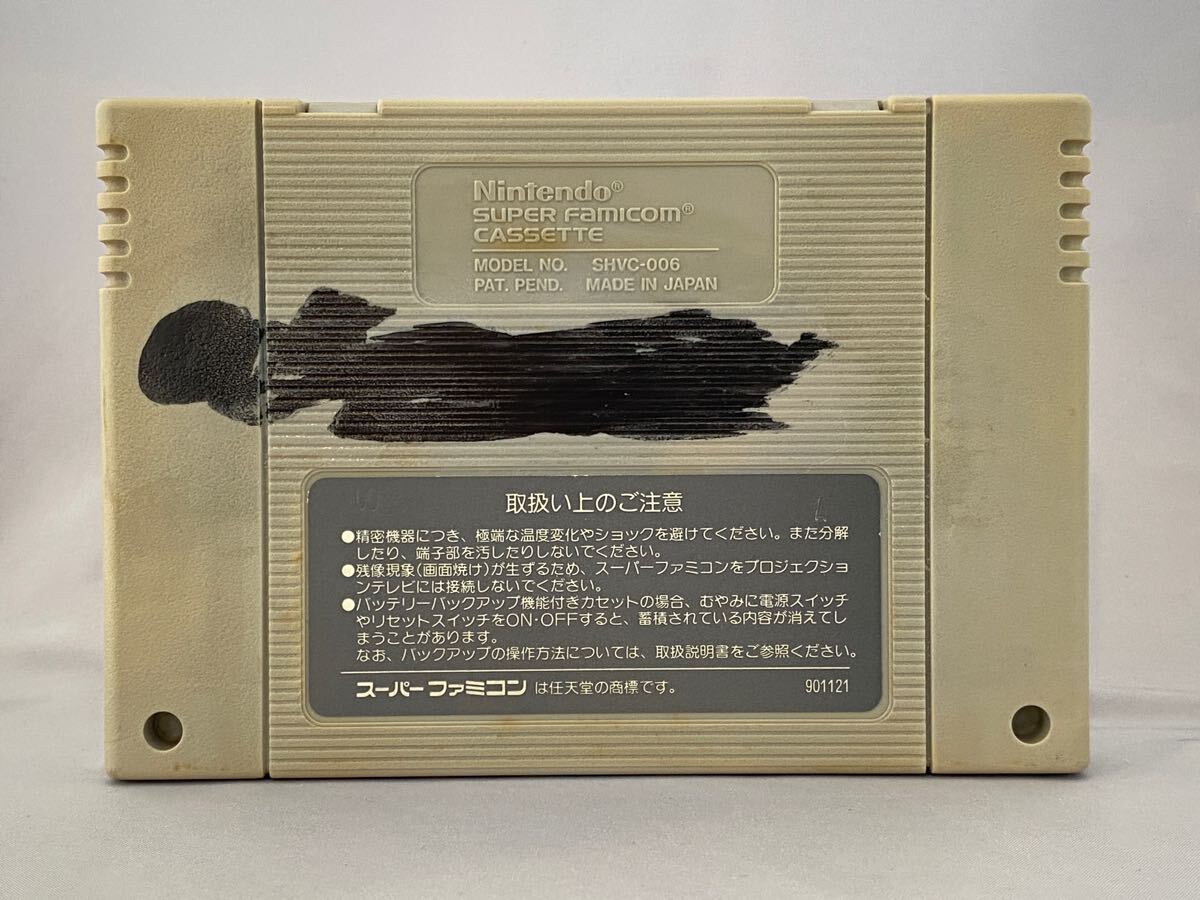 Nintendo®
SUPER FAMICOM®
CASSETTE
MODEL NO. SHVC-006
PAT. PEND. MADE IN JAPAN
取扱い上のご注意
●精密機器につき、極端な温度変化やショックを避けてください。また分解
したり、端子部を汚したりしないでください。
●残像現象(画面焼け)が生ずるため、スーパーファミコンをプロジェクショ
ンテレビには接続しないでください。
●バッテリーバックアップ機能付きカセットの場合、むやみに電源スイッチ
やリセットスイッチをON・OFFすると、蓄積されている内容が消えてし
まうことがあります。
なお、バックアップの操作方法については、取扱説明書をご参照ください。
スーパーファミコン は任天堂の商標です。 901121